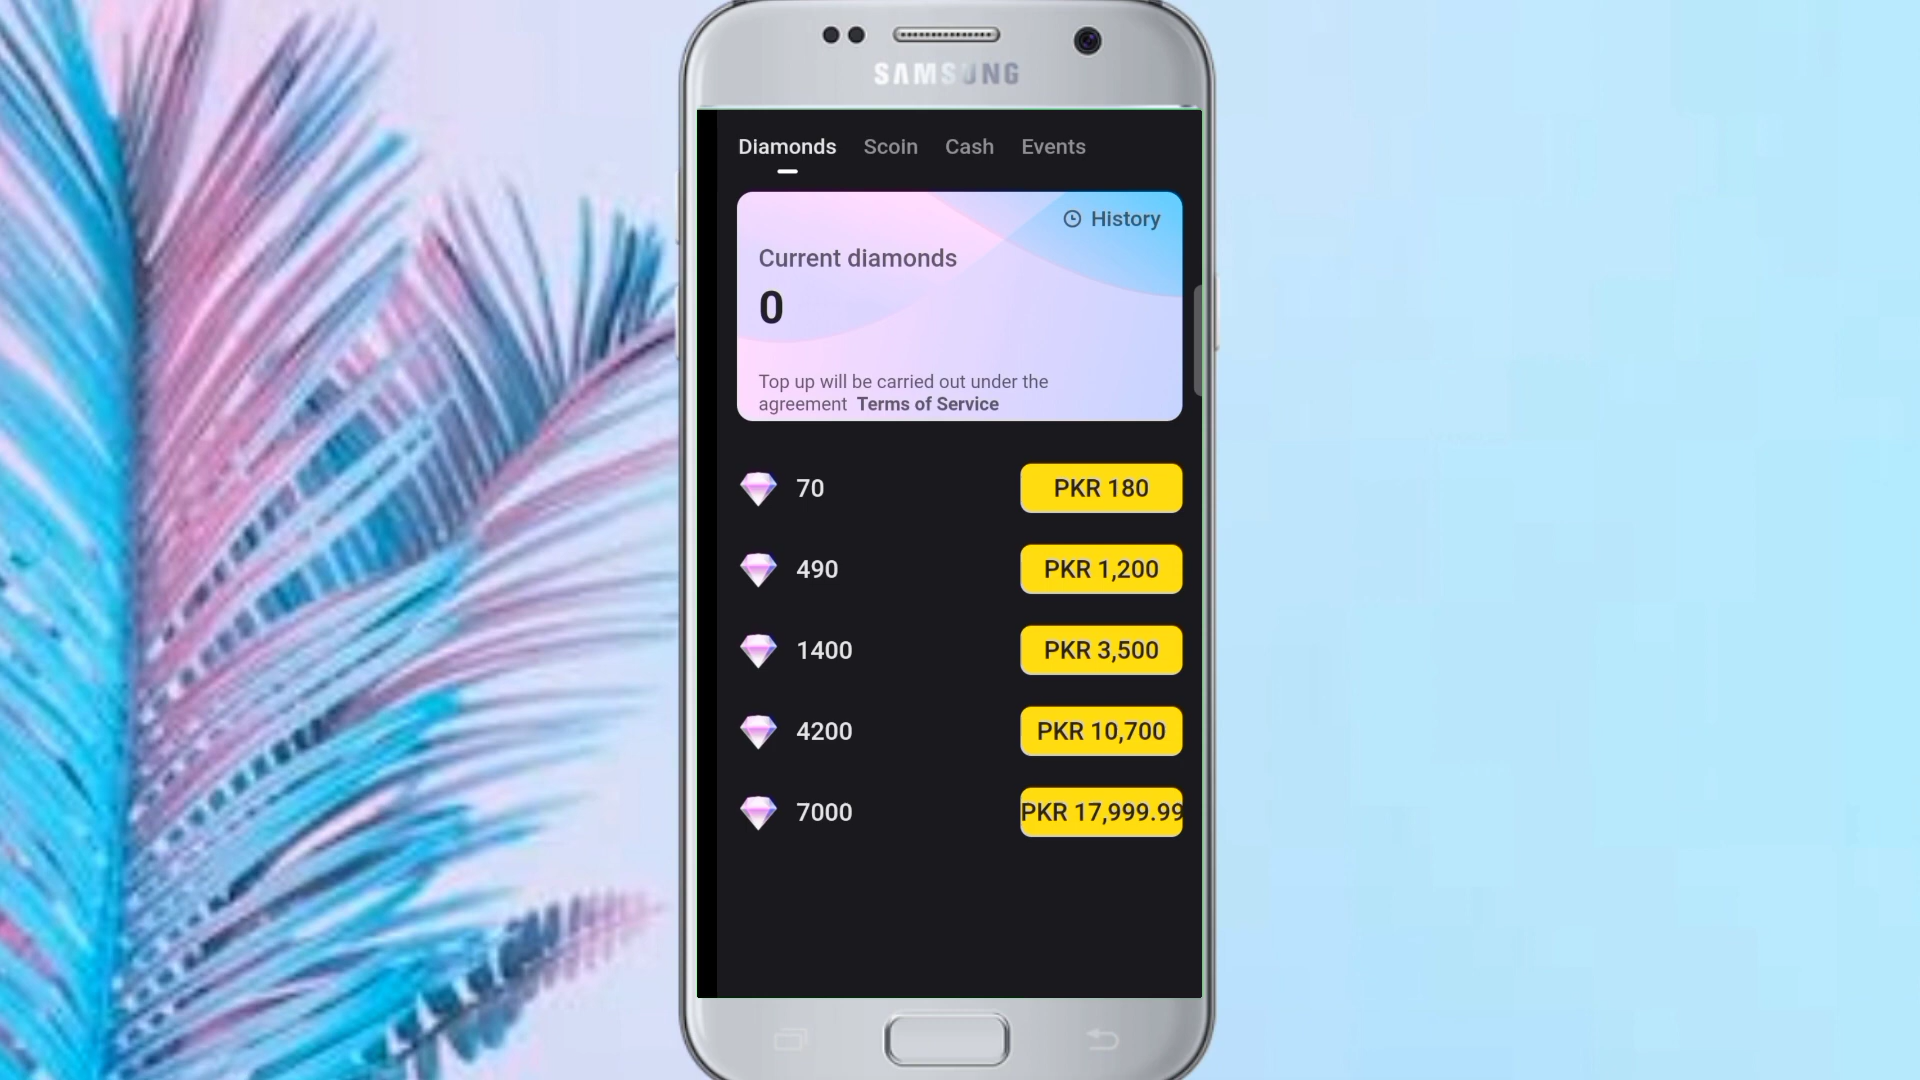 SAMSUNG
Diamonds Scoin Cash Events
History
Current diamonds
0
Top up will be carried out under the
agreement Terms of Service
70 PKR 180
490 PKR 1,200
1400 PKR 3,500
4200 PKR 10,700
7000 PKR 17,999.99